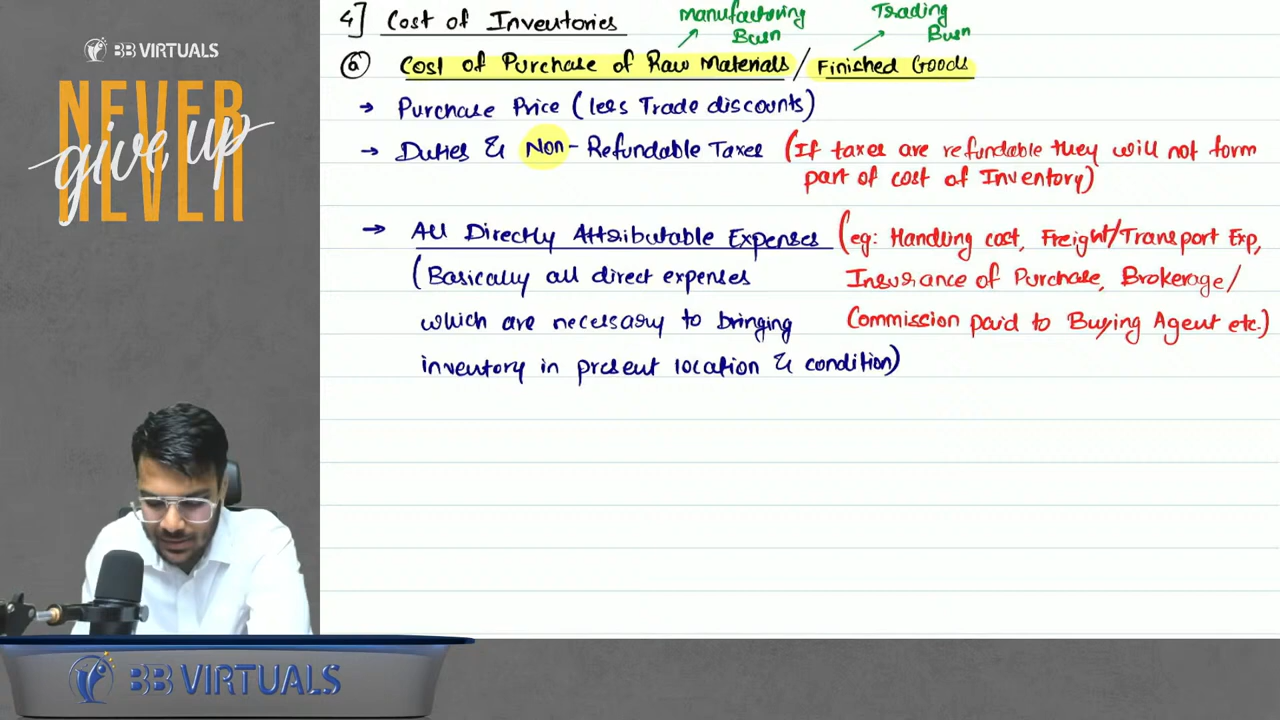 BB VIRTUALS
NEVER
give up
NEVER
4] Cost of Inventories
Manufacturing Busn
Trading Busn
(a) Cost of Purchase of Raw Materials / Finished Goods
→ Purchase Price (less Trade discounts)
→ Duties & Non-Refundable Taxes (If taxes are refundable they will not form
part of cost of Inventory)
→ All Directly Attributable Expenses (eg: Handling cost, Freight/Transport Exp,
(Basically all direct expenses Insurance of Purchase, Brokerage/
which are necessary to bringing Commission paid to Buying Agent etc.)
inventory in present location & condition)
BB VIRTUALS